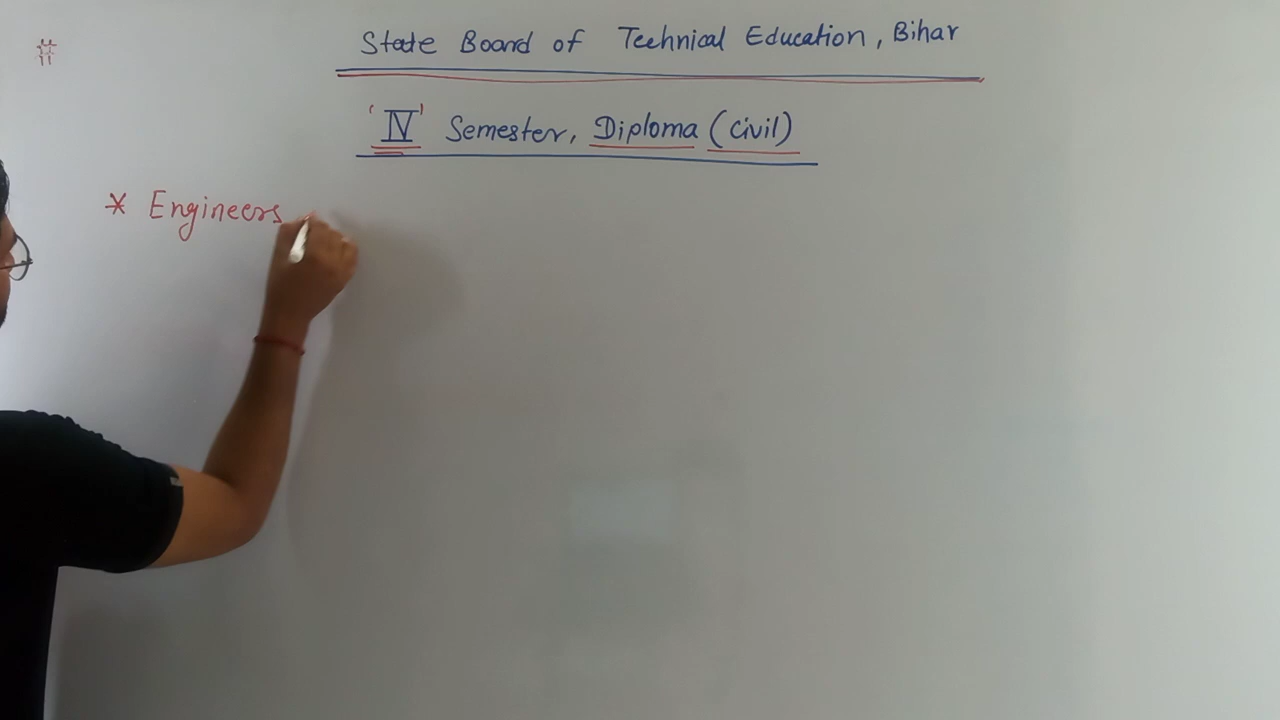 #
State Board of Technical Education, Bihar
'IV' Semester, Diploma (Civil)
* Engineers